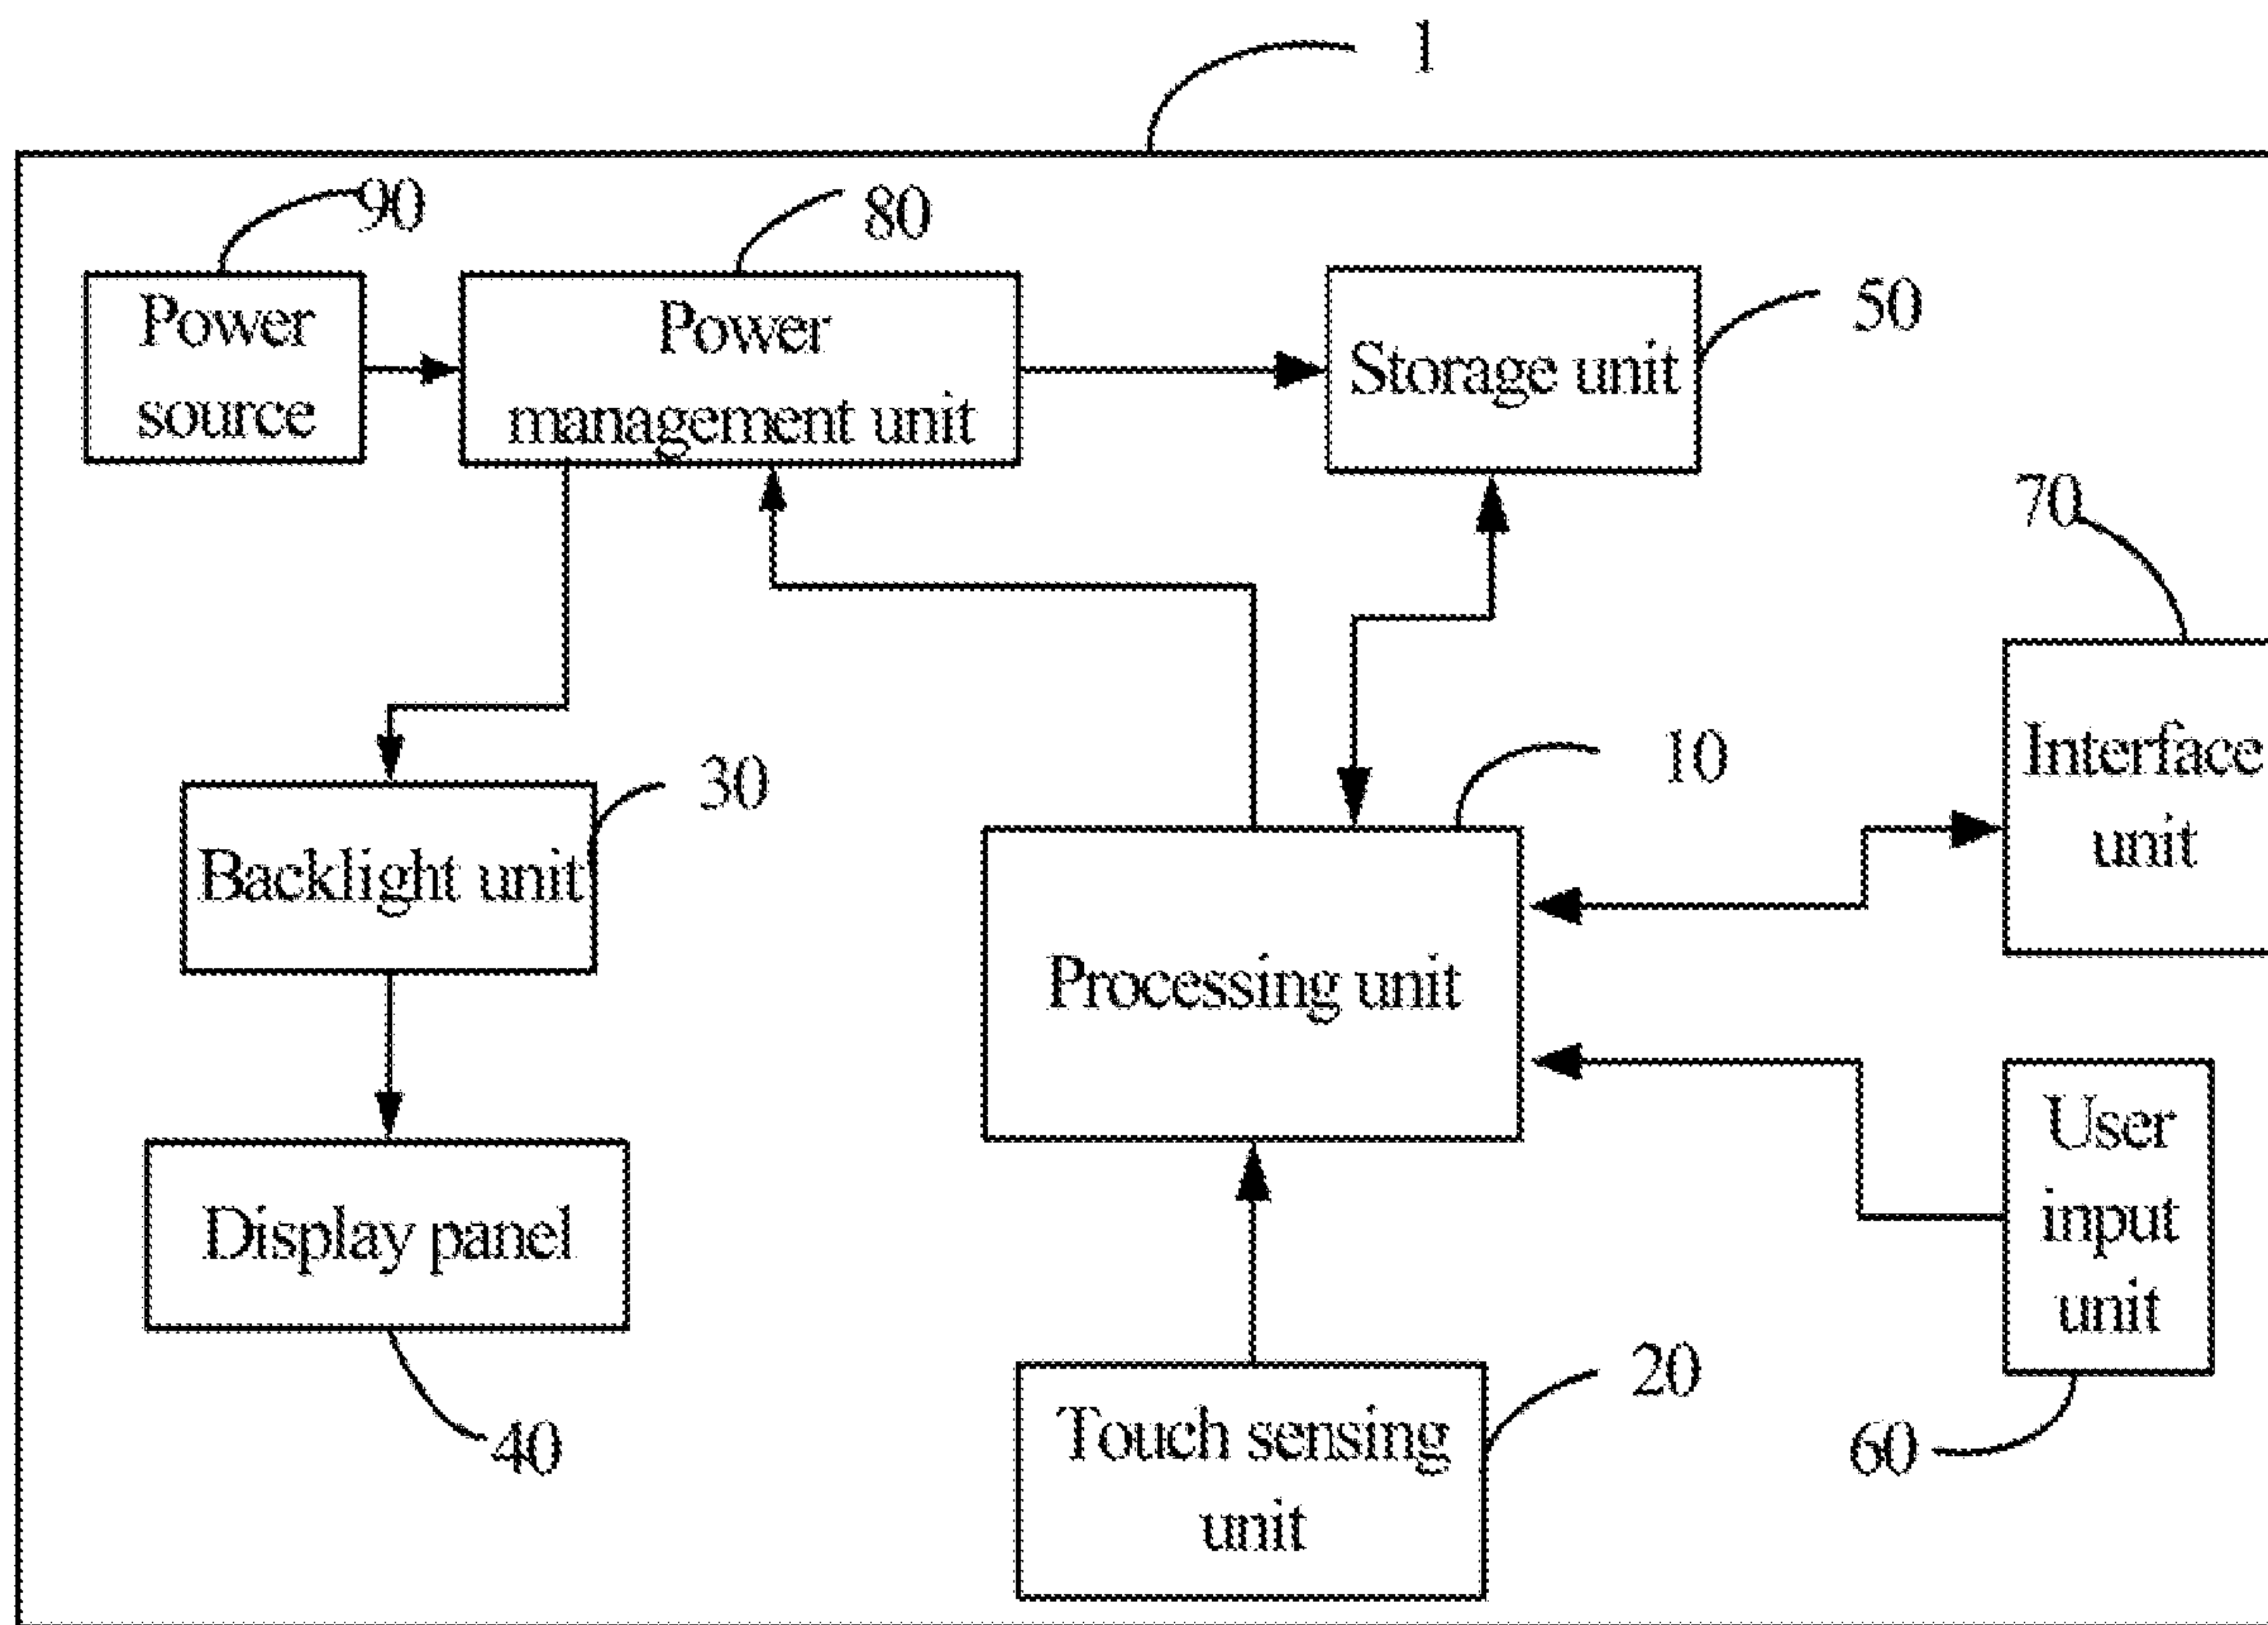 1
90
80
50
Power
source
Power
management unit
Storage unit
70
30
10
Interface
unit
Backlight unit
Processing unit
Display panel
User
input
unit
40
20
60
Touch sensing
unit